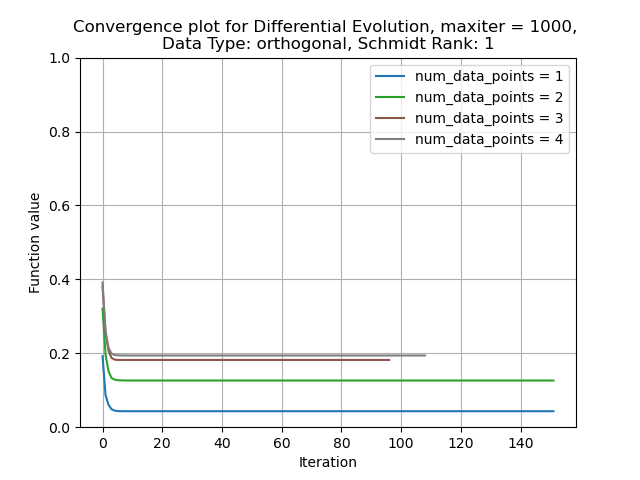 Convergence plot for Differential Evolution, maxiter = 1000,
Data Type: orthogonal, Schmidt Rank: 1
num_data_points = 1
num_data_points = 2
num_data_points = 3
num_data_points = 4
Function value
1.0
0.8
0.6
0.4
0.2
0.0
0 20 40 60 80 100 120 140
Iteration